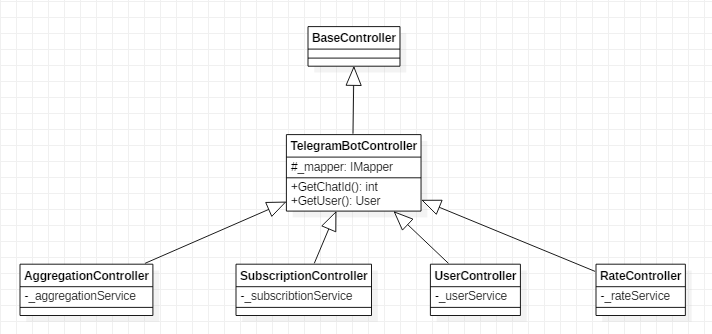 BaseController
TelegramBotController
#_mapper: IMapper
+GetChatId(): int
+GetUser(): User
AggregationController
-_aggregationService
SubscriptionController
-_subscribtionService
UserController
-_userService
RateController
-_rateService